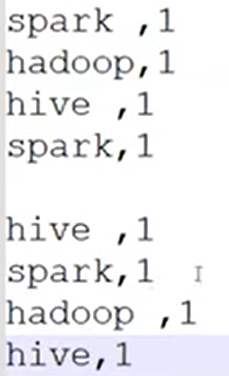 spark ,1
hadoop,1
hive ,1
spark,1

hive ,1
spark,1
hadoop ,1
hive,1